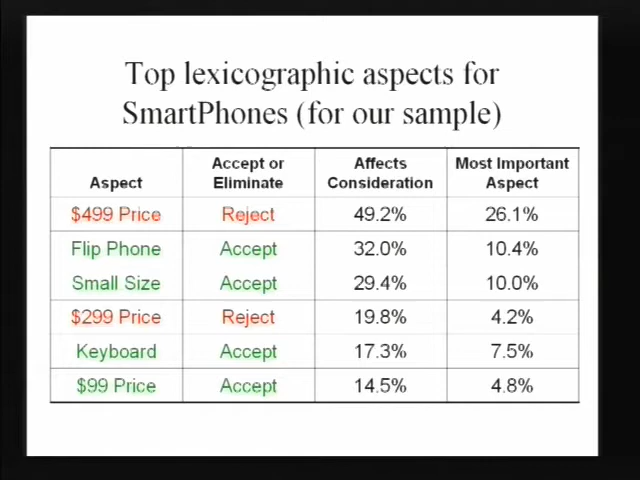 Top lexicographic aspects for
SmartPhones (for our sample)
Aspect Accept or Eliminate Affects Consideration Most Important Aspect
$499 Price Reject 49.2% 26.1%
Flip Phone Accept 32.0% 10.4%
Small Size Accept 29.4% 10.0%
$299 Price Reject 19.8% 4.2%
Keyboard Accept 17.3% 7.5%
$99 Price Accept 14.5% 4.8%